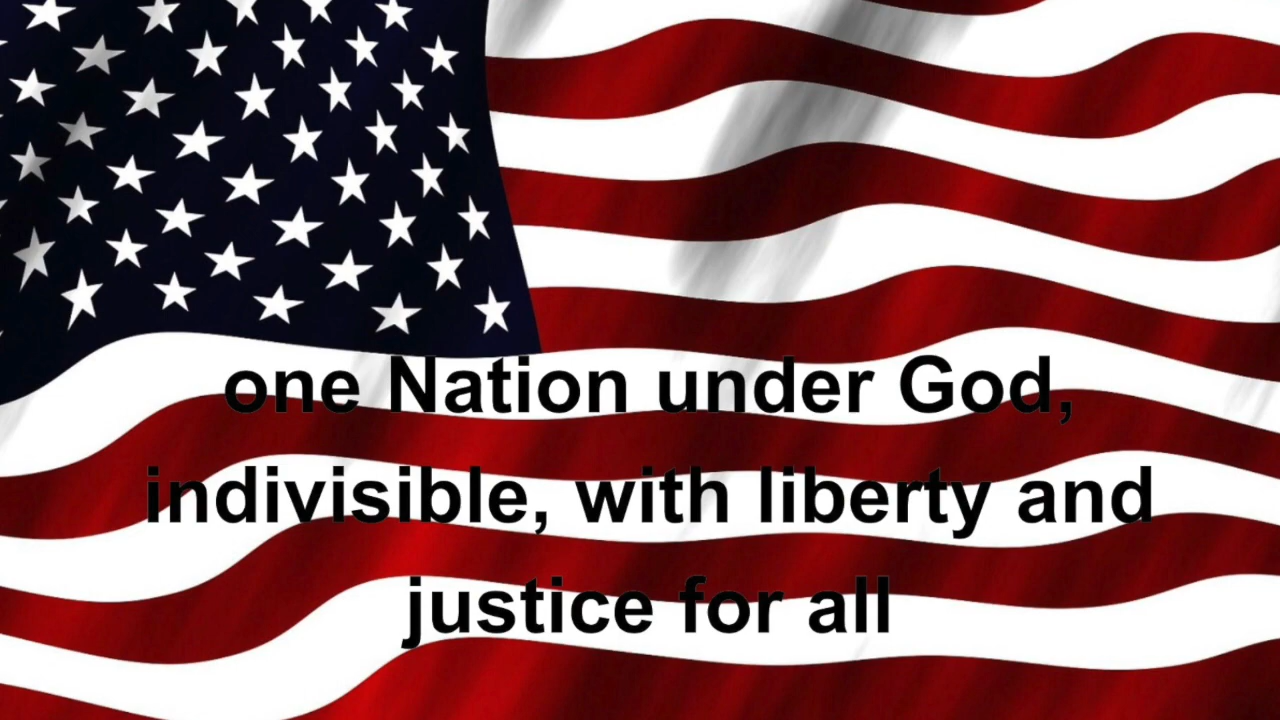 one Nation under God,
indivisible, with liberty and
justice for all